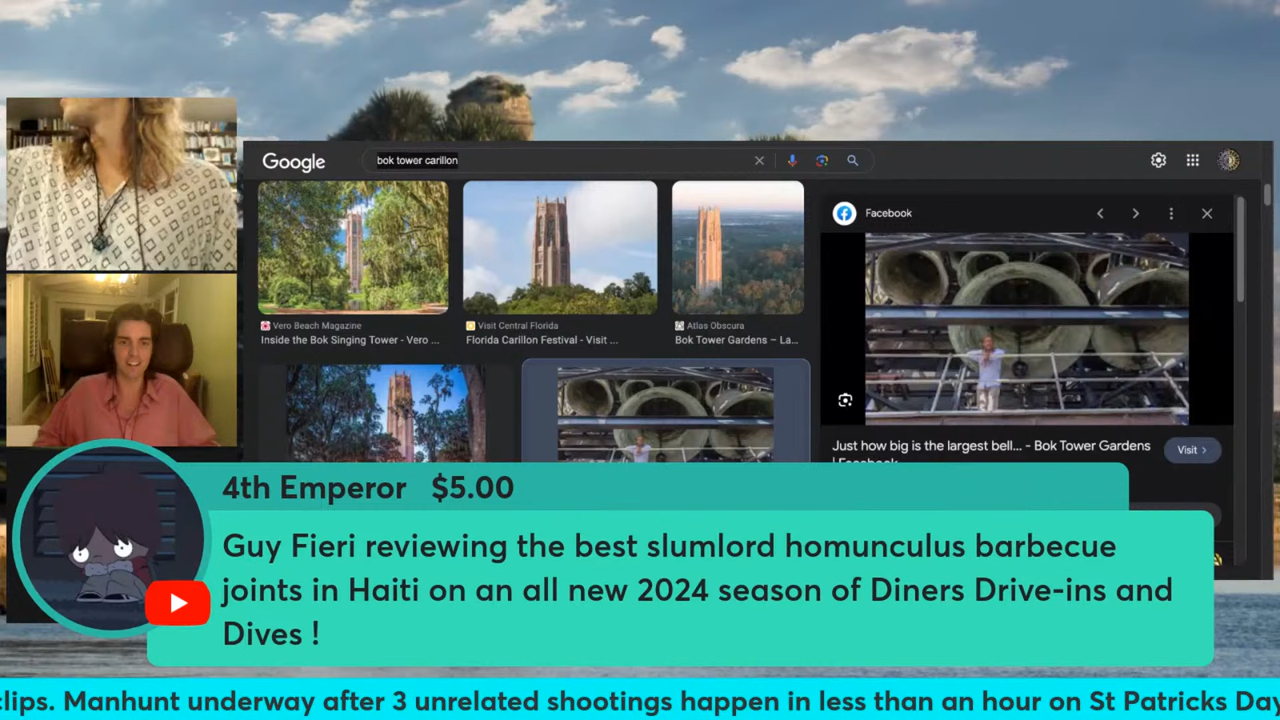 Google
bok tower carillon
Facebook
Vero Beach Magazine
Inside the Bok Singing Tower - Vero ...
Visit Central Florida
Florida Carillon Festival - Visit ...
Atlas Obscura
Bok Tower Gardens – La...
Just how big is the largest bell... - Bok Tower Gardens
| Facebook
Visit
4th Emperor $5.00
Guy Fieri reviewing the best slumlord homunculus barbecue
joints in Haiti on an all new 2024 season of Diners Drive-ins and
Dives !
clips. Manhunt underway after 3 unrelated shootings happen in less than an hour on St Patricks Day